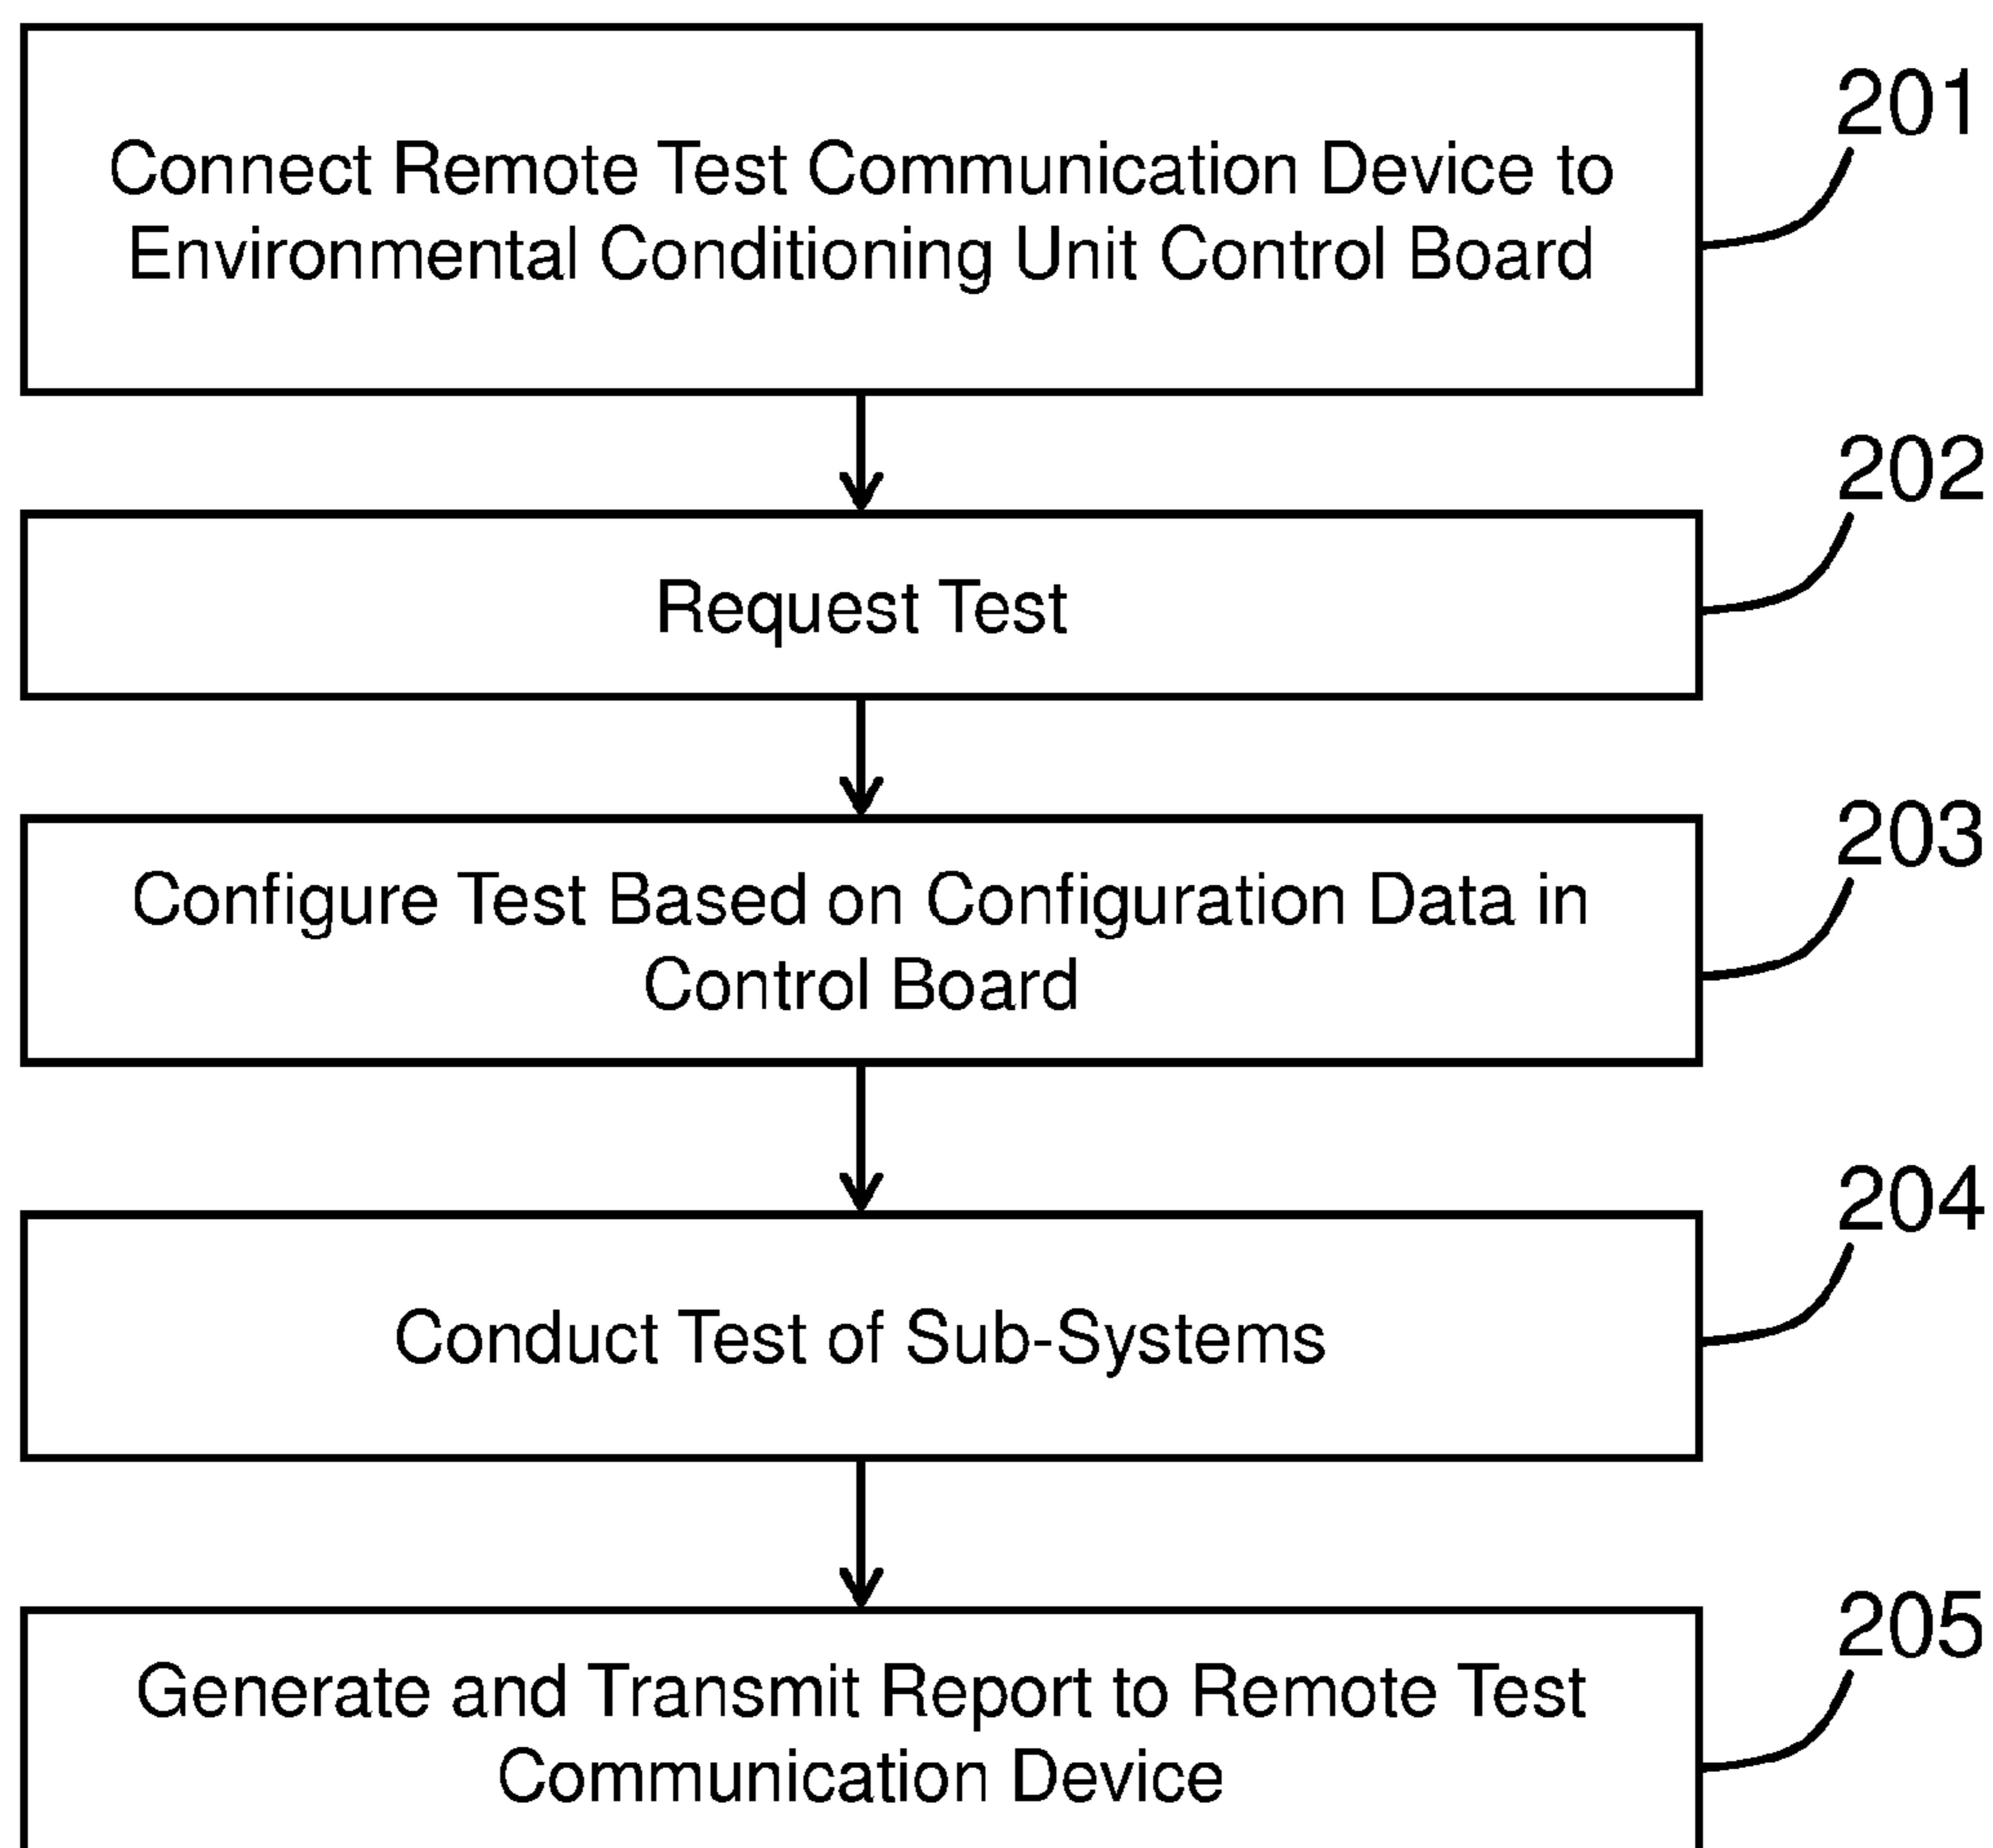 201
Connect Remote Test Communication Device to
Environmental Conditioning Unit Control Board
202
Request Test
203
Configure Test Based on Configuration Data in
Control Board
204
Conduct Test of Sub-Systems
205
Generate and Transmit Report to Remote Test
Communication Device